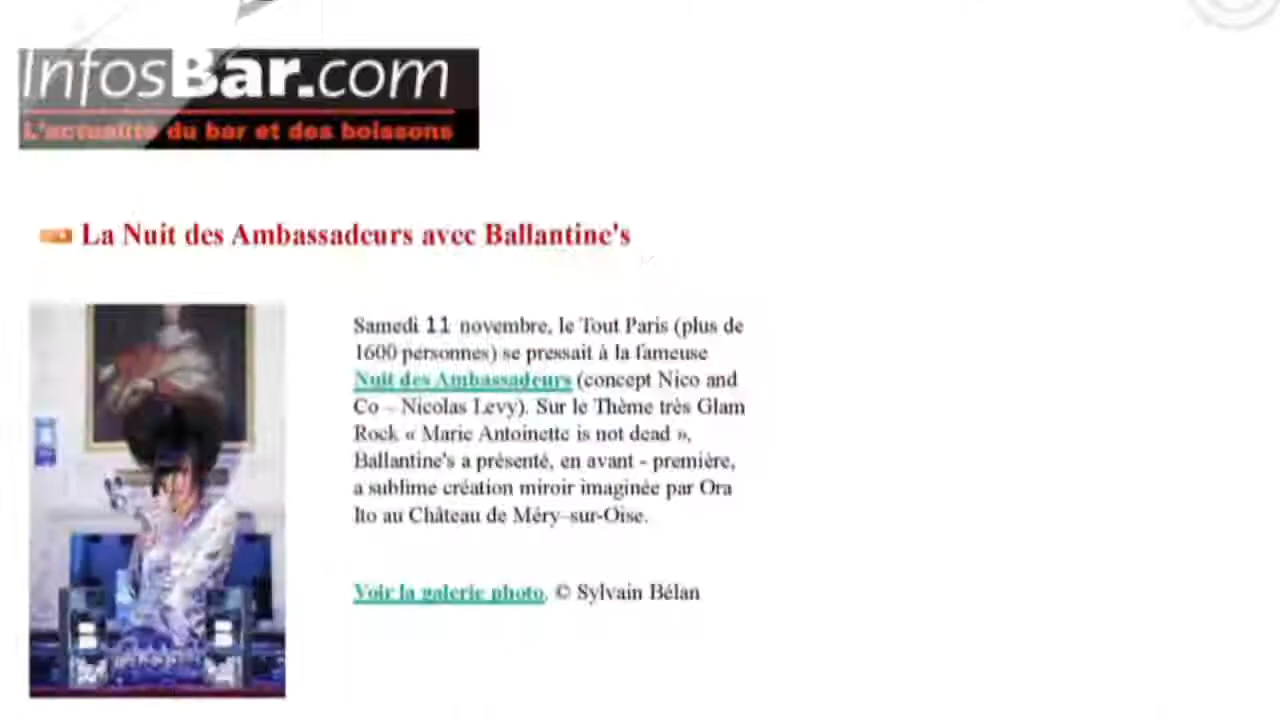 InfosBar.com
L'actualité du bar et des boissons
La Nuit des Ambassadeurs avec Ballantine's
Samedi 11 novembre, le Tout Paris (plus de
1600 personnes) se pressait à la fameuse
Nuit des Ambassadeurs (concept Nico and
Co – Nicolas Levy). Sur le Thème très Glam
Rock « Marie Antoinette is not dead »,
Ballantine's a présenté, en avant - première,
a sublime création miroir imaginée par Ora
Ito au Château de Méry-sur-Oise.
Voir la galerie photo. © Sylvain Bélan